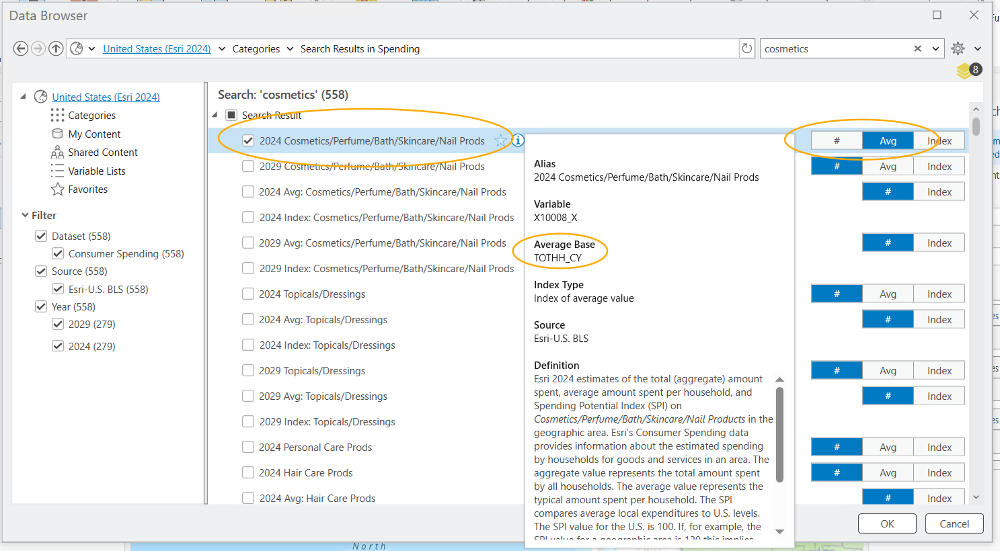 Data Browser
United States (Esri 2024) Categories Search Results in Spending
cosmetics
8
United States (Esri 2024)
Categories
My Content
Shared Content
Variable Lists
Favorites
Filter
Dataset (558)
Consumer Spending (558)
Source (558)
Esri-U.S. BLS (558)
Year (558)
2029 (279)
2024 (279)
Search: 'cosmetics' (558)
Search Result
2024 Cosmetics/Perfume/Bath/Skincare/Nail Prods # Avg Index
2029 Cosmetics/Perfume/Bath/Skincare/Nail Prods # Avg Index
2024 Avg: Cosmetics/Perfume/Bath/Skincare/Nail Prods # Index
2024 Index: Cosmetics/Perfume/Bath/Skincare/Nail Prods
2029 Avg: Cosmetics/Perfume/Bath/Skincare/Nail Prods # Index
2029 Index: Cosmetics/Perfume/Bath/Skincare/Nail Prods
2024 Topicals/Dressings # Avg Index
2024 Avg: Topicals/Dressings # Index
2024 Index: Topicals/Dressings
2029 Topicals/Dressings # Avg Index
2029 Avg: Topicals/Dressings # Index
2029 Index: Topicals/Dressings
2024 Personal Care Prods # Avg Index
2024 Hair Care Prods # Avg Index
2024 Avg: Hair Care Prods # Index
Alias
2024 Cosmetics/Perfume/Bath/Skincare/Nail Prods
Variable
X10008_X
Average Base
TOTHH_CY
Index Type
Index of average value
Source
Esri-U.S. BLS
Definition
Esri 2024 estimates of the total (aggregate) amount
spent, average amount spent per household, and
Spending Potential Index (SPI) on
Cosmetics/Perfume/Bath/Skincare/Nail Products in the
geographic area. Esri's Consumer Spending data
provides information about the estimated spending
by households for goods and services in an area. The
aggregate value represents the total amount spent
by all households. The average value represents the
typical amount spent per household. The SPI
compares average local expenditures to U.S. levels.
The SPI value for the U.S. is 100. If, for example, the
SPI value for a geographic area is 120 this implies
OK Cancel
North